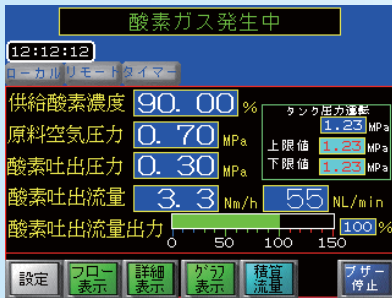 酸素ガス発生中
12:12:12
ローカル リモート タイマー
供給酸素濃度 90.00 %
原料空気圧力 0.70 MPa
酸素吐出圧力 0.30 MPa
タンク圧力運転
1.23 MPa
上限値 1.23 MPa
下限値 1.23 MPa
酸素吐出流量 3.3 Nm/h 55 NL/min
酸素吐出流量出力 100 %
0 50 100 150
設定 フロー表示 詳細表示 グラフ表示 積算流量 ブザー停止